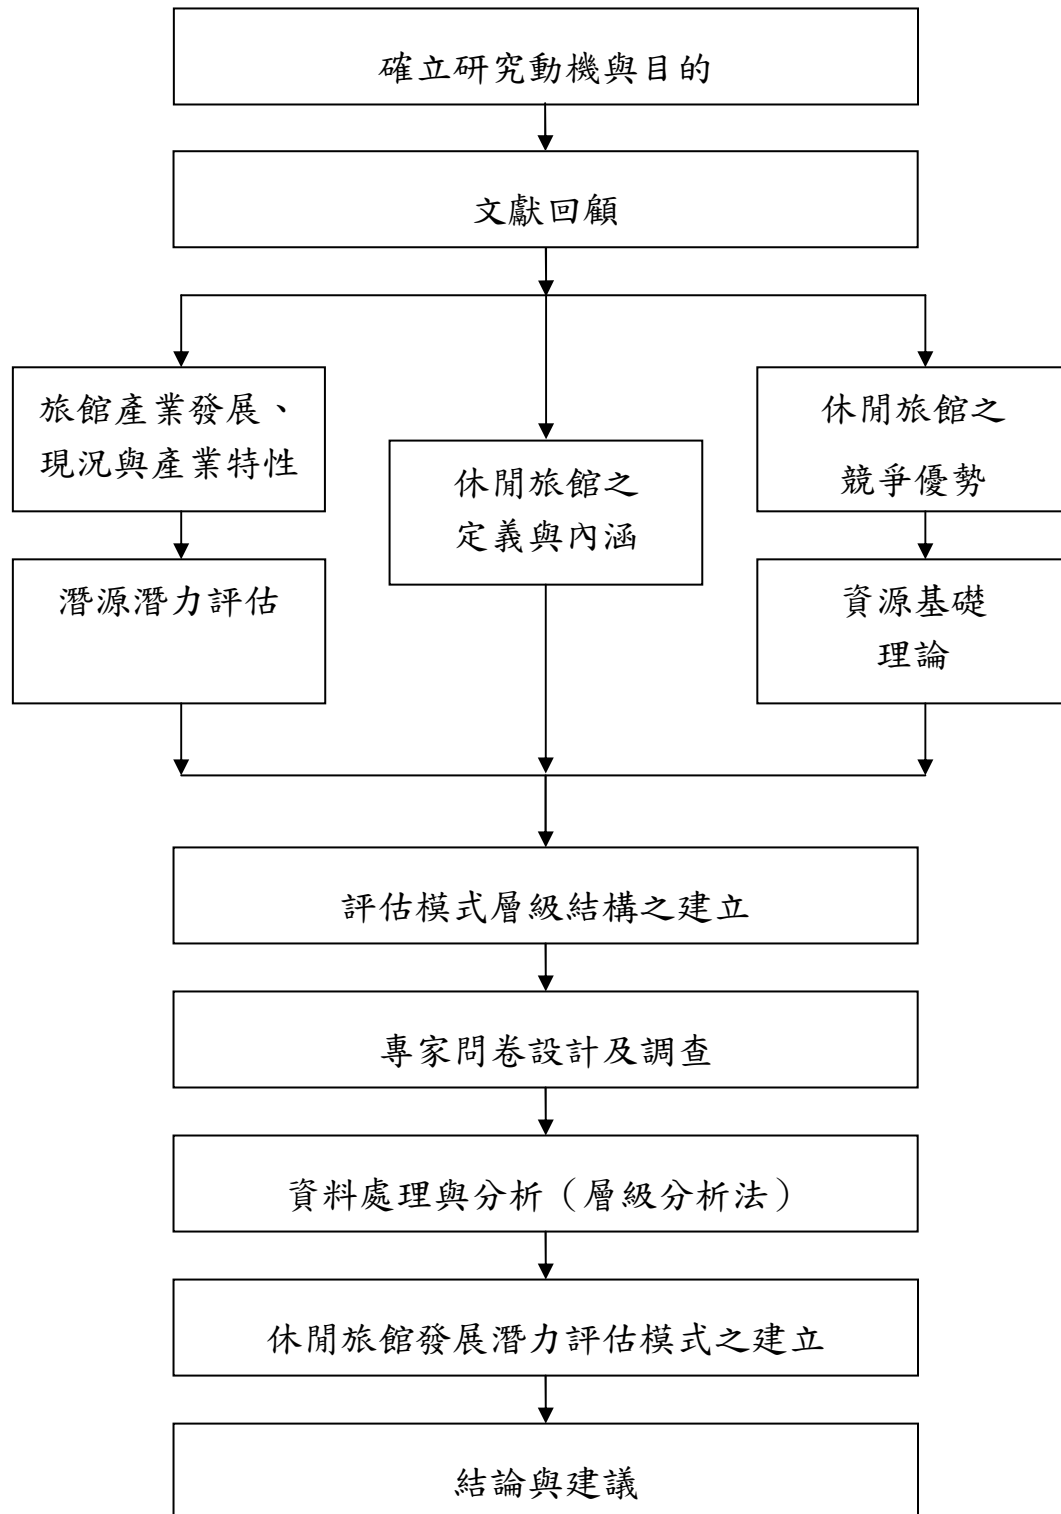 確立研究動機與目的
文獻回顧
旅館產業發展、
現況與產業特性
潛源潛力評估
休閒旅館之
定義與內涵
休閒旅館之
競爭優勢
資源基礎
理論
評估模式層級結構之建立
專家問卷設計及調查
資料處理與分析（層級分析法）
休閒旅館發展潛力評估模式之建立
結論與建議